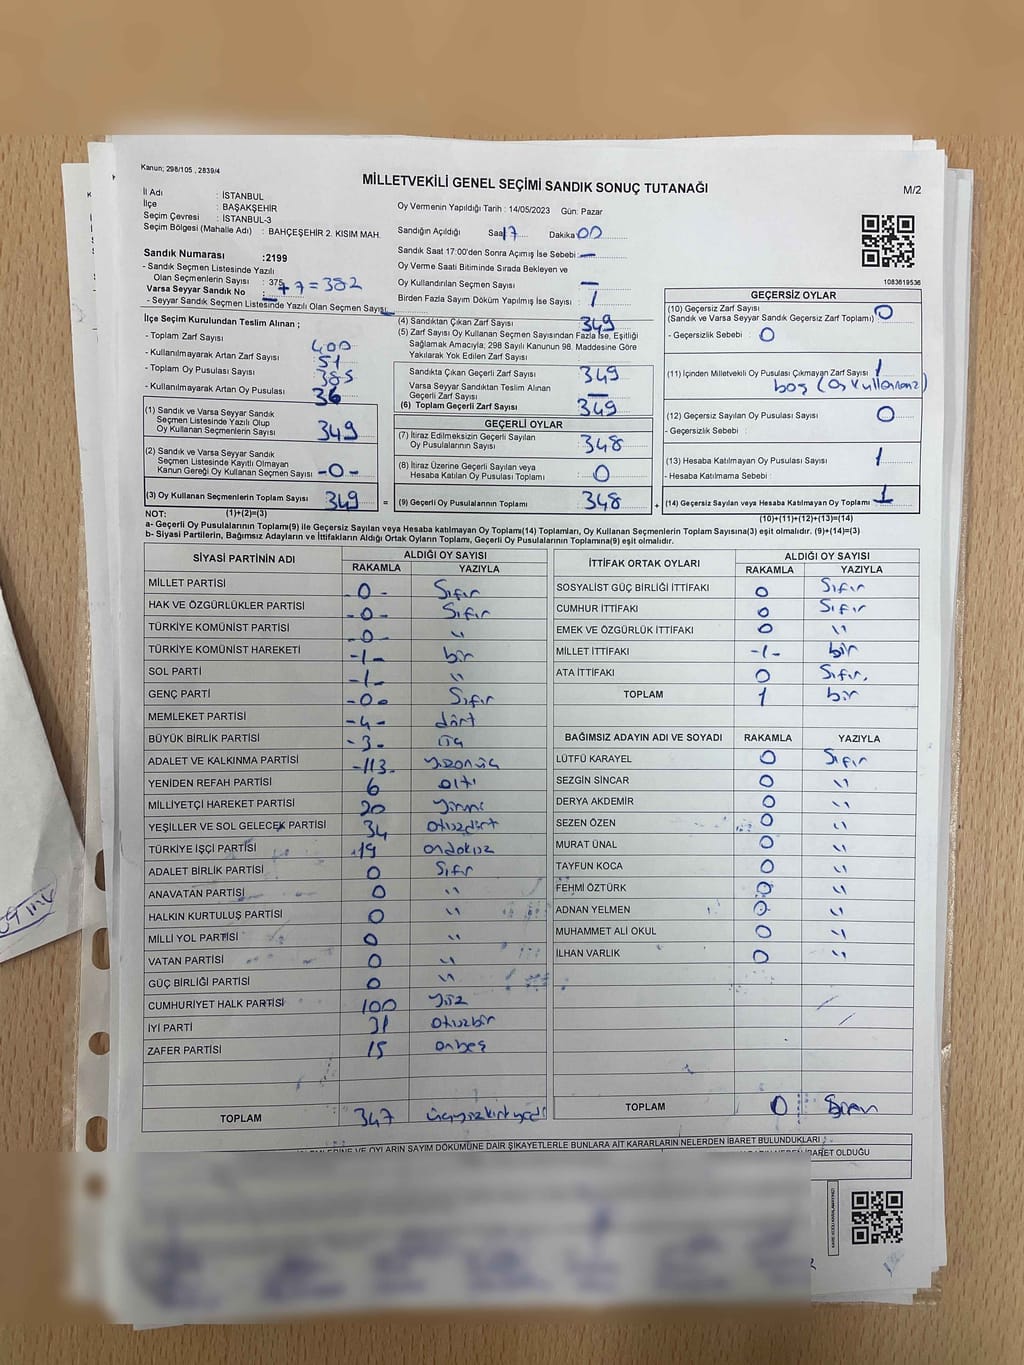 Kanun; 298/105 , 2839/4
MİLLETVEKİLİ GENEL SEÇİMİ SANDIK SONUÇ TUTANAĞI
M/2
İl Adı : İSTANBUL
İlçe : BAŞAKŞEHİR
Seçim Çevresi : İSTANBUL-3
Seçim Bölgesi (Mahalle Adı) : BAHÇEŞEHİR 2. KISIM MAH.
Sandık Numarası :2199
- Sandık Seçmen Listesinde Yazılı
Olan Seçmenlerin Sayısı : 375 +7=382
Varsa Seyyar Sandık No : –
- Seyyar Sandık Seçmen Listesinde Yazılı Olan Seçmen Sayısı: –
İlçe Seçim Kurulundan Teslim Alınan ;
- Toplam Zarf Sayısı : 400
- Kullanılmayarak Artan Zarf Sayısı : 51
- Toplam Oy Pusulası Sayısı : 385
- Kullanılmayarak Artan Oy Pusulası : 36
(1) Sandık ve Varsa Seyyar Sandık
Seçmen Listesinde Yazılı Olup
Oy Kullanan Seçmenlerin Sayısı 349
(2) Sandık ve Varsa Seyyar Sandık
Seçmen Listesinde Kayıtlı Olmayan
Kanun Gereği Oy Kullanan Seçmen Sayısı -0-
(3) Oy Kullanan Seçmenlerin Toplam Sayısı 349
Oy Vermenin Yapıldığı Tarih : 14/05/2023 Gün: Pazar
Sandığın Açıldığı Saat 17 Dakika 00
Sandık Saat 17:00'den Sonra Açımış İse Sebebi: –
Oy Verme Saati Bitiminde Sırada Bekleyen ve
Oy Kullandırılan Seçmen Sayısı –
Birden Fazla Sayım Döküm Yapılmış İse Sayısı : 1
(4) Sandıktan Çıkan Zarf Sayısı 349
(5) Zarf Sayısı Oy Kullanan Seçmen Sayısından Fazla İse, Eşitliği
Sağlamak Amacıyla; 298 Sayılı Kanunun 98. Maddesine Göre
Yakılarak Yok Edilen Zarf Sayısı :
Sandıkta Çıkan Geçerli Zarf Sayısı 349
Varsa Seyyar Sandıktan Teslim Alınan
Geçerli Zarf Sayısı : –
(6) Toplam Geçerli Zarf Sayısı 349
GEÇERLİ OYLAR
(7) İtiraz Edilmeksizin Geçerli Sayılan
Oy Pusulalarının Sayısı : 348
(8) İtiraz Üzerine Geçerli Sayılan veya
Hesaba Katılan Oy Pusulası Toplamı : 0
= (9) Geçerli Oy Pusulalarının Toplamı 348
1083819536
GEÇERSİZ OYLAR
(10) Geçersiz Zarf Sayısı
(Sandık ve Varsa Seyyar Sandık Geçersiz Zarf Toplamı) : 0
- Geçersizlik Sebebi : 0
(11) İçinden Milletvekili Oy Pusulası Çıkmayan Zarf Sayısı 1
boş
(12) Geçersiz Sayılan Oy Pusulası Sayısı 0
- Geçersizlik Sebebi :
(13) Hesaba Katılmayan Oy Pusulası Sayısı 1
- Hesaba Katılmama Sebebi :
+ (14) Geçersiz Sayılan veya Hesaba Katılmayan Oy Toplamı 1
NOT: (1)+(2)=(3) (10)+(11)+(12)+(13)=(14)
a- Geçerli Oy Pusulalarının Toplamı(9) ile Geçersiz Sayılan veya Hesaba katılmayan Oy Toplamı(14) Toplamları, Oy Kullanan Seçmenlerin Toplam Sayısına(3) eşit olmalıdır. (9)+(14)=(3)
b- Siyasi Partilerin, Bağımsız Adayların ve İttifakların Aldığı Ortak Oyların Toplamı, Geçerli Oy Pusulalarının Toplamına(9) eşit olmalıdır.
SİYASİ PARTİNİN ADI ALDIĞI OY SAYISI
RAKAMLA YAZIYLA
MİLLET PARTİSİ -0- Sıfır
HAK VE ÖZGÜRLÜKLER PARTİSİ -0- Sıfır
TÜRKİYE KOMÜNİST PARTİSİ -0- "
TÜRKİYE KOMÜNİST HAREKETİ -1- bir
SOL PARTİ -1- "
GENÇ PARTİ -0- Sıfır
MEMLEKET PARTİSİ -4- dört
BÜYÜK BİRLİK PARTİSİ -3- üç
ADALET VE KALKINMA PARTİSİ -113- yüzonüç
YENİDEN REFAH PARTİSİ 6 altı
MİLLİYETÇİ HAREKET PARTİSİ 20 yirmi
YEŞİLLER VE SOL GELECEK PARTİSİ 34 otuzdört
TÜRKİYE İŞÇİ PARTİSİ 19 ondokuz
ADALET BİRLİK PARTİSİ 0 Sıfır
ANAVATAN PARTİSİ 0 "
HALKIN KURTULUŞ PARTİSİ 0 "
MİLLİ YOL PARTİSİ 0 "
VATAN PARTİSİ 0 "
GÜÇ BİRLİĞİ PARTİSİ 0 "
CUMHURİYET HALK PARTİSİ 100 yüz
İYİ PARTİ 31 otuzbir
ZAFER PARTİSİ 15 onbeş
TOPLAM 347 üçyüzkırkyedi
İTTİFAK ORTAK OYLARI ALDIĞI OY SAYISI
RAKAMLA YAZIYLA
SOSYALİST GÜÇ BİRLİĞİ İTTİFAKI 0 Sıfır
CUMHUR İTTİFAKI 0 Sıfır
EMEK VE ÖZGÜRLÜK İTTİFAKI 0 "
MİLLET İTTİFAKI -1- bir
ATA İTTİFAKI 0 Sıfır.
TOPLAM 1 bir
BAĞIMSIZ ADAYIN ADI VE SOYADI RAKAMLA YAZIYLA
LÜTFÜ KARAYEL 0 Sıfır
SEZGİN SİNCAR 0 "
DERYA AKDEMİR 0 "
SEZEN ÖZEN 0 "
MURAT ÜNAL 0 "
TAYFUN KOCA 0 "
FEHMİ ÖZTÜRK 0 "
ADNAN YELMEN 0 "
MUHAMMET ALİ OKUL 0 "
İLHAN VARLIK 0 "
TOPLAM 0
VE OYLARIN SAYIM DÖKÜMÜNE DAİR ŞİKAYETLERLE BUNLARA AİT KARARLARIN NELERDEN İBARET BULUNDUKLARI ;
İBARET OLDUĞU